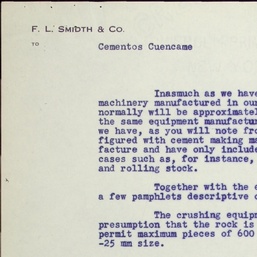 F. L. SMIDTH & CO.
TO
Cementos Cuencame
Inasmuch as we have
machinery manufactured in our
normally will be approximatel
the same equipment manufactur
we have, as you will note from
figured with cement making ma
facture and have only include
cases such as, for instance,
and rolling stock.
Together with the e
a few pamphlets descriptive o
The crushing equipm
presumption that the rock is
permit maximum pieces of 600
-25 mm size.